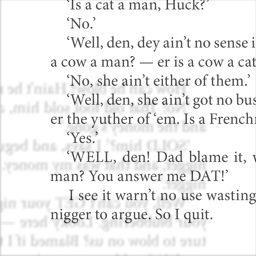 ‘Is a cat a man, Huck?’
‘No.’
‘Well, den, dey ain’t no sense i
a cow a man? — er is a cow a cat
‘No, she ain’t either of them.’
‘Well, den, she ain’t got no bus
er the yuther of ’em. Is a Frenchm
‘Yes.’
‘WELL, den! Dad blame it, w
man? You answer me DAT!’
I see it warn’t no use wasting
nigger to argue. So I quit.